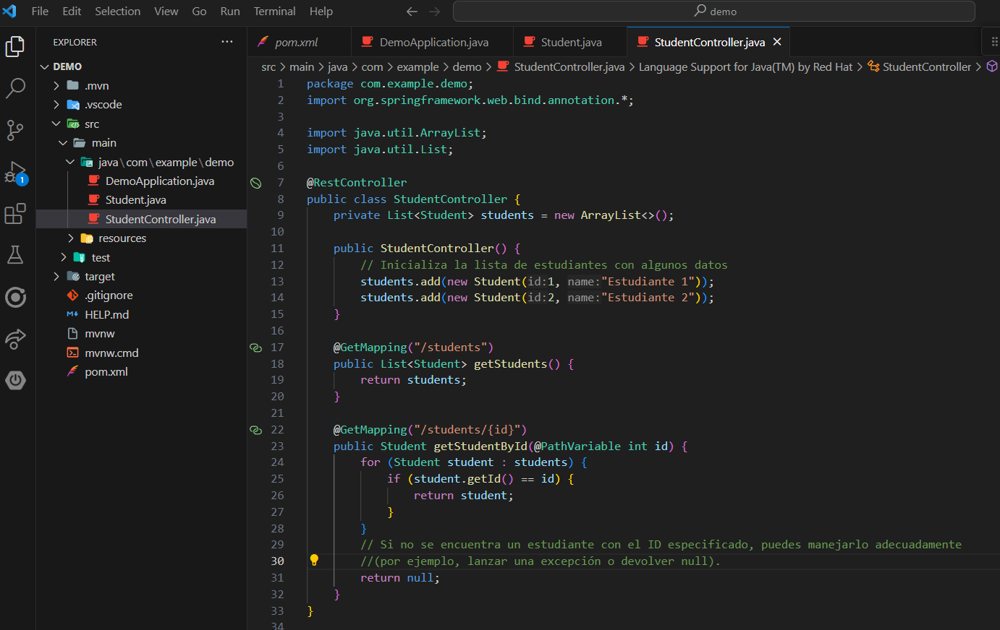 File Edit Selection View Go Run Terminal Help
demo
EXPLORER
DEMO
.mvn
.vscode
src
main
java\com\example\demo
DemoApplication.java
Student.java
StudentController.java
resources
test
target
.gitignore
HELP.md
mvnw
mvnw.cmd
pom.xml
1
pom.xml DemoApplication.java Student.java StudentController.java
src > main > java > com > example > demo > StudentController.java > Language Support for Java(TM) by Red Hat > StudentController >
1 package com.example.demo;
2 import org.springframework.web.bind.annotation.*;
3
4 import java.util.ArrayList;
5 import java.util.List;
6
7 @RestController
8 public class StudentController {
9 private List<Student> students = new ArrayList<>();
10
11 public StudentController() {
12 // Inicializa la lista de estudiantes con algunos datos
13 students.add(new Student(id:1, name:"Estudiante 1"));
14 students.add(new Student(id:2, name:"Estudiante 2"));
15 }
16
17 @GetMapping("/students")
18 public List<Student> getStudents() {
19 return students;
20 }
21
22 @GetMapping("/students/{id}")
23 public Student getStudentById(@PathVariable int id) {
24 for (Student student : students) {
25 if (student.getId() == id) {
26 return student;
27 }
28 }
29 // Si no se encuentra un estudiante con el ID especificado, puedes manejarlo adecuadamente
30 //(por ejemplo, lanzar una excepción o devolver null).
31 return null;
32 }
33 }
34